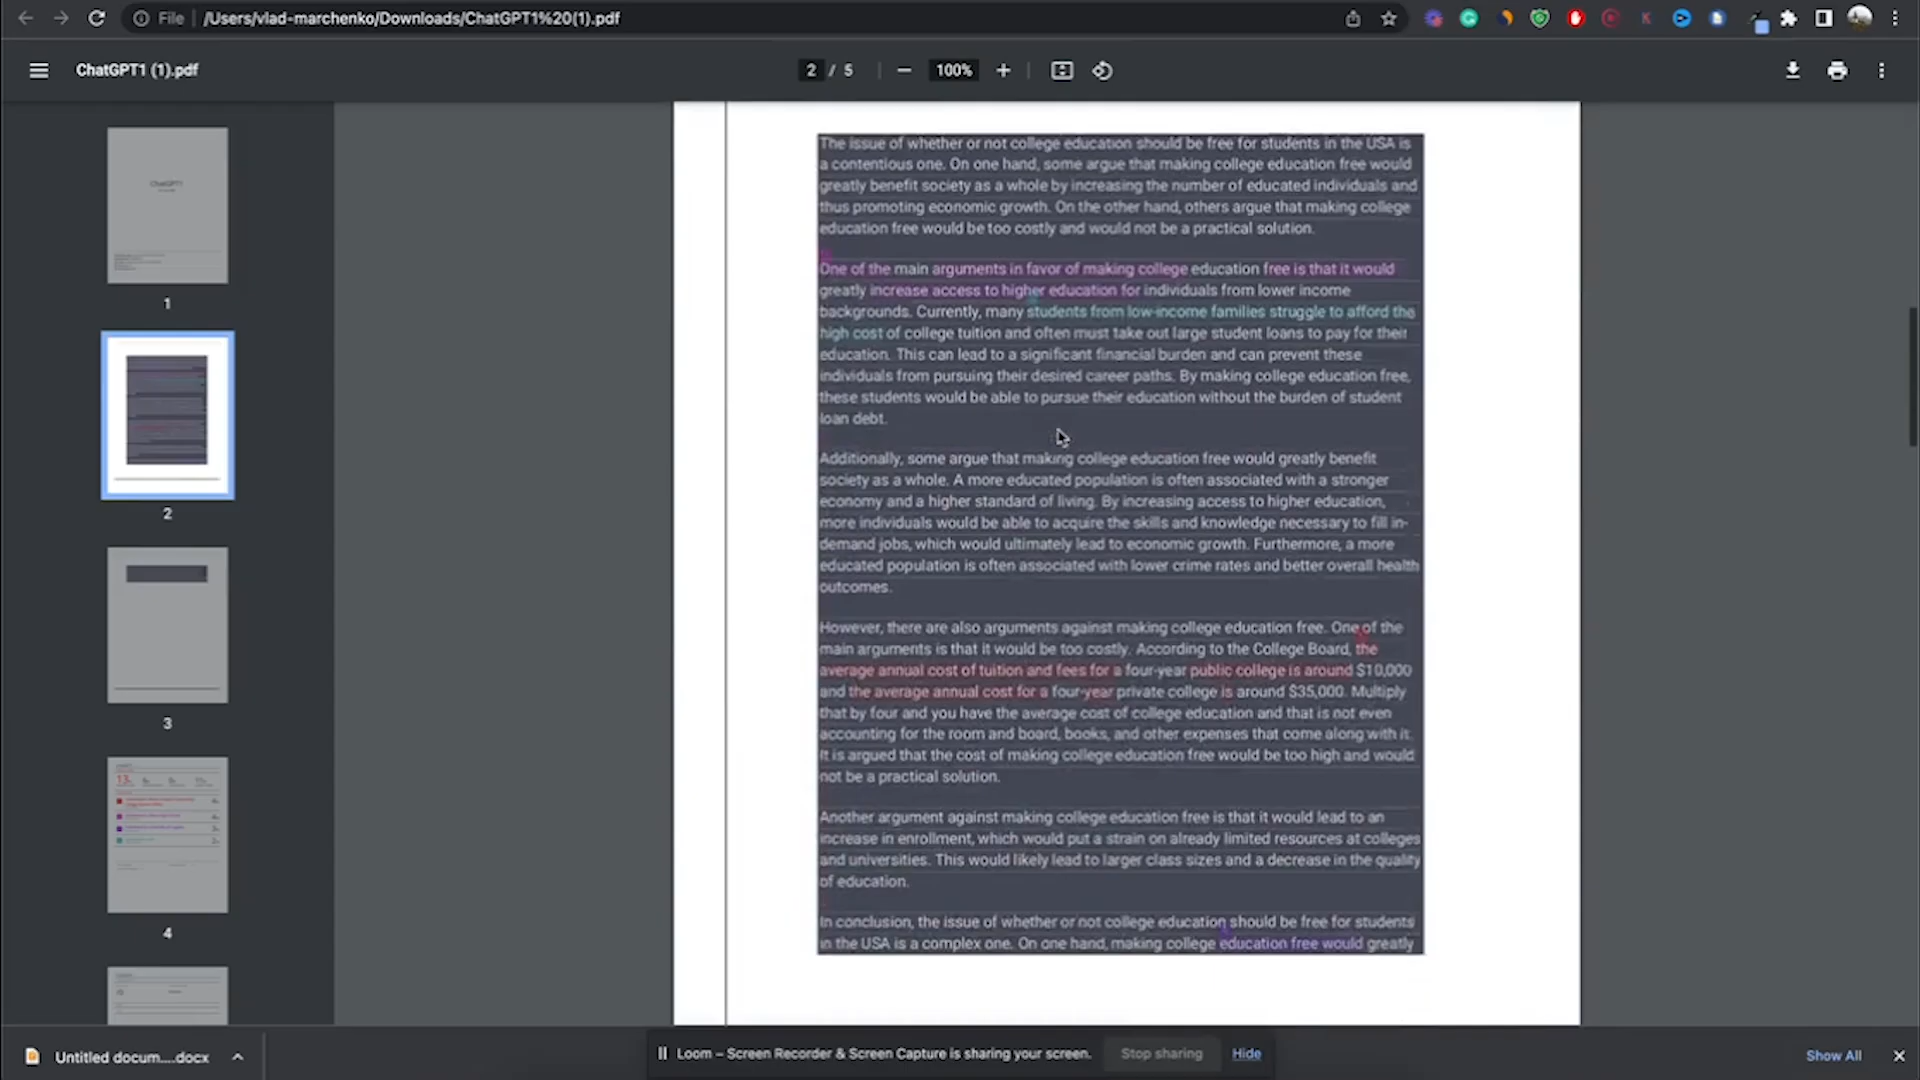 File
/Users/vlad-marchenko/Downloads/ChatGPT1%20(1).pdf
ChatGPT1 (1).pdf
2 / 5
100%
ChatGPT1
1
2
3
13
4
The issue of whether or not college education should be free for students in the USA is
a contentious one. On one hand, some argue that making college education free would
greatly benefit society as a whole by increasing the number of educated individuals and
thus promoting economic growth. On the other hand, others argue that making college
education free would be too costly and would not be a practical solution.
One of the main arguments in favor of making college education free is that it would
greatly increase access to higher education for individuals from lower income
backgrounds. Currently, many students from low-income families struggle to afford the
high cost of college tuition and often must take out large student loans to pay for their
education. This can lead to a significant financial burden and can prevent these
individuals from pursuing their desired career paths. By making college education free,
these students would be able to pursue their education without the burden of student
loan debt.
Additionally, some argue that making college education free would greatly benefit
society as a whole. A more educated population is often associated with a stronger
economy and a higher standard of living. By increasing access to higher education,
more individuals would be able to acquire the skills and knowledge necessary to fill in-
demand jobs, which would ultimately lead to economic growth. Furthermore, a more
educated population is often associated with lower crime rates and better overall health
outcomes.
However, there are also arguments against making college education free. One of the
main arguments is that it would be too costly. According to the College Board, the
average annual cost of tuition and fees for a four-year public college is around $10,000
and the average annual cost for a four-year private college is around $35,000. Multiply
that by four and you have the average cost of college education and that is not even
accounting for the room and board, books, and other expenses that come along with it.
It is argued that the cost of making college education free would be too high and would
not be a practical solution.
Another argument against making college education free is that it would lead to an
increase in enrollment, which would put a strain on already limited resources at colleges
and universities. This would likely lead to larger class sizes and a decrease in the quality
of education.
In conclusion, the issue of whether or not college education should be free for students
in the USA is a complex one. On one hand, making college education free would greatly
Untitled docum....docx
Loom – Screen Recorder & Screen Capture is sharing your screen.
Stop sharing
Hide
Show All